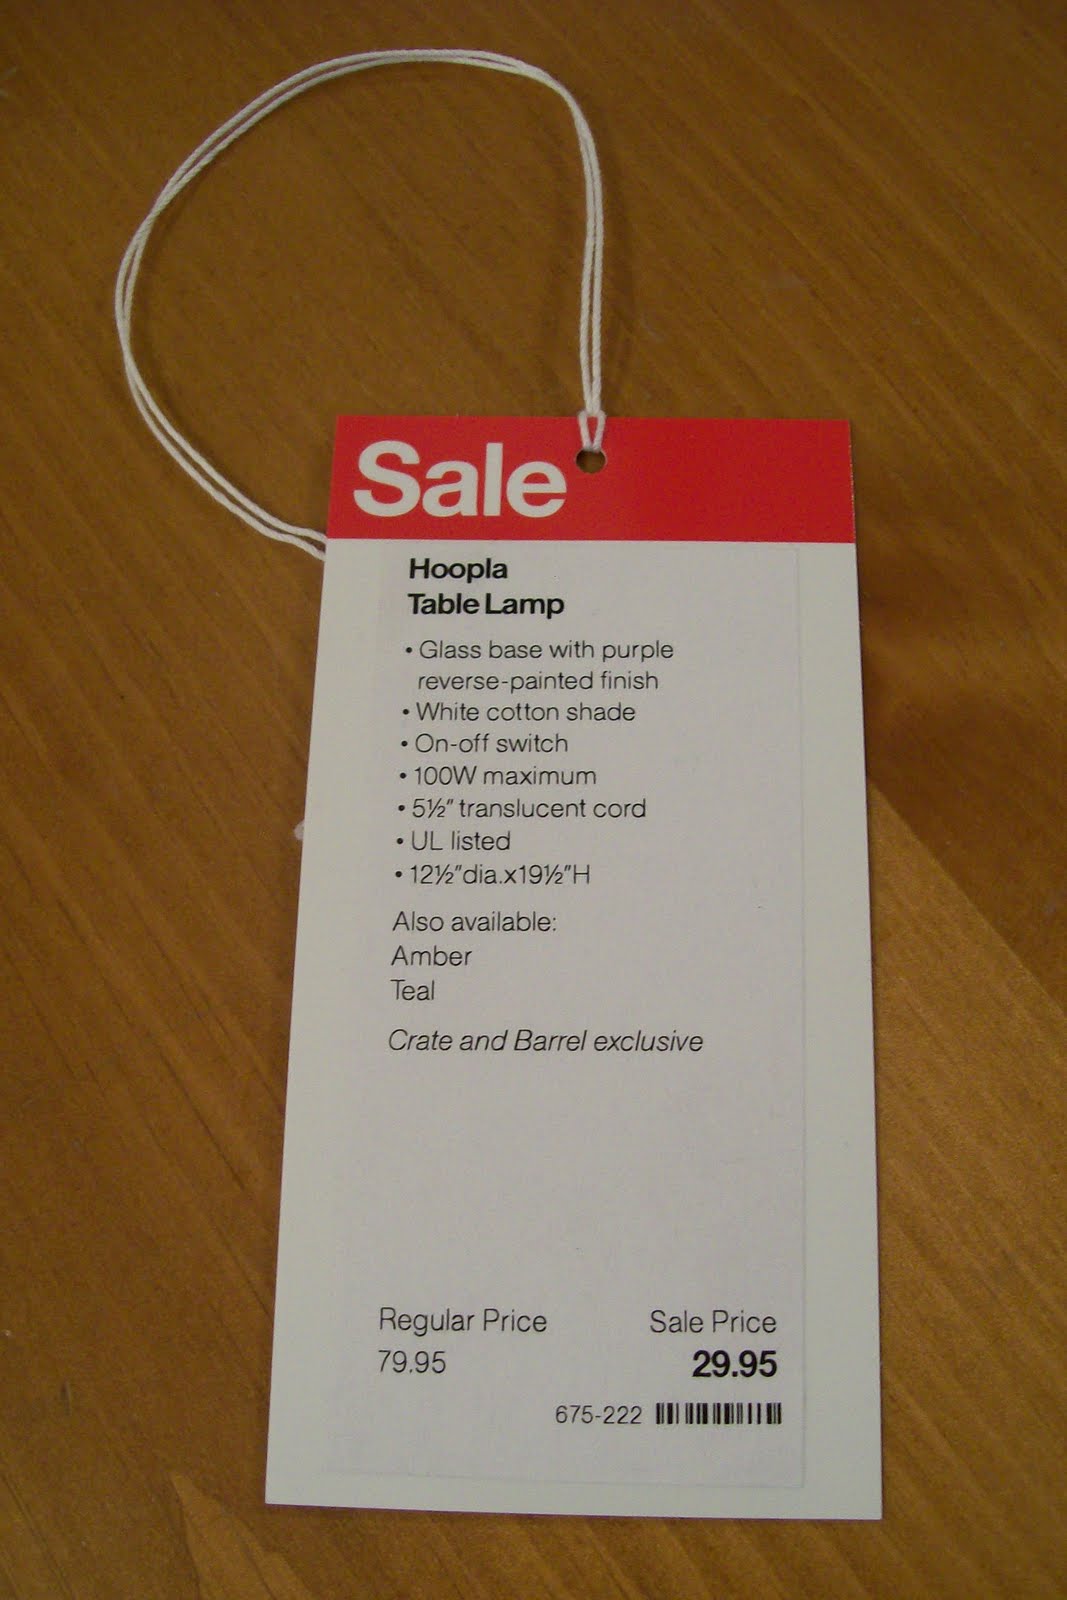 Sale
Hoopla
Table Lamp
• Glass base with purple
reverse-painted finish
• White cotton shade
• On-off switch
• 100W maximum
• 5½" translucent cord
• UL listed
• 12½"dia.x19½"H
Also available:
Amber
Teal
Crate and Barrel exclusive
Regular Price Sale Price
79.95 29.95
675-222